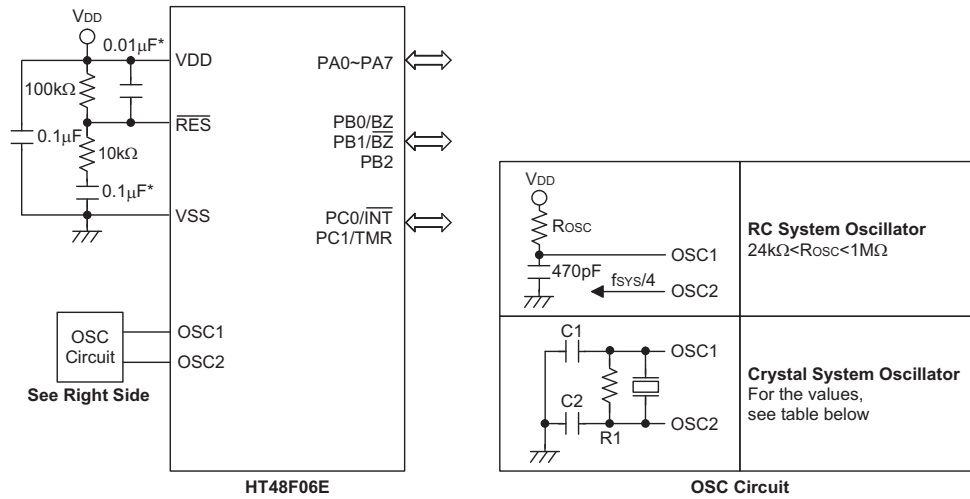 VDD
0.01μF*
VDD
100kΩ
RES
0.1μF
10kΩ
0.1μF*
VSS
PA0~PA7
PB0/BZ
PB1/BZ
PB2
PC0/INT
PC1/TMR
OSC
Circuit
OSC1
OSC2
See Right Side
HT48F06E
VDD
ROSC
OSC1
470pF
fSYS/4
OSC2
RC System Oscillator
24kΩ<ROSC<1MΩ
C1
OSC1
C2
R1
OSC2
Crystal System Oscillator
For the values,
see table below
OSC Circuit